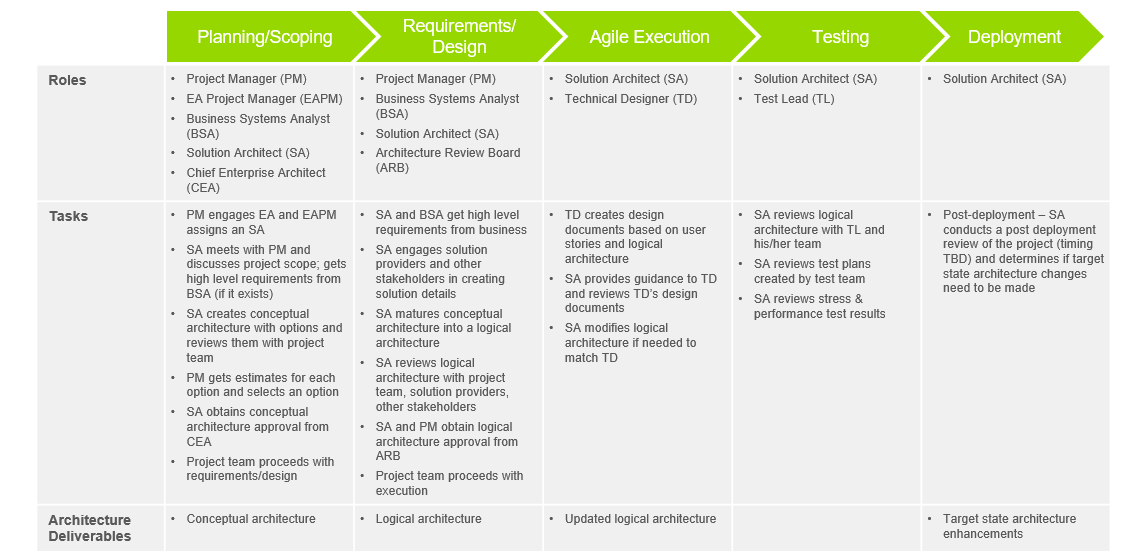 Planning/Scoping
Requirements/
Design
Agile Execution
Testing
Deployment
Roles
• Project Manager (PM)
• EA Project Manager (EAPM)
• Business Systems Analyst
(BSA)
• Solution Architect (SA)
• Chief Enterprise Architect
(CEA)
• Project Manager (PM)
• Business Systems Analyst
(BSA)
• Solution Architect (SA)
• Architecture Review Board
(ARB)
• Solution Architect (SA)
• Technical Designer (TD)
• Solution Architect (SA)
• Test Lead (TL)
• Solution Architect (SA)
Tasks
• PM engages EA and EAPM
assigns an SA
• SA meets with PM and
discusses project scope; gets
high level requirements from
BSA (if it exists)
• SA creates conceptual
architecture with options and
reviews them with project
team
• PM gets estimates for each
option and selects an option
• SA obtains conceptual
architecture approval from
CEA
• Project team proceeds with
requirements/design
• SA and BSA get high level
requirements from business
• SA engages solution
providers and other
stakeholders in creating
solution details
• SA matures conceptual
architecture into a logical
architecture
• SA reviews logical
architecture with project
team, solution providers,
other stakeholders
• SA and PM obtain logical
architecture approval from
ARB
• Project team proceeds with
execution
• TD creates design
documents based on user
stories and logical
architecture
• SA provides guidance to TD
and reviews TD's design
documents
• SA modifies logical
architecture if needed to
match TD
• SA reviews logical
architecture with TL and
his/her team
• SA reviews test plans
created by test team
• SA reviews stress &
performance test results
• Post-deployment – SA
conducts a post deployment
review of the project (timing
TBD) and determines if target
state architecture changes
need to be made
Architecture
Deliverables
• Conceptual architecture
• Logical architecture
• Updated logical architecture
• Target state architecture
enhancements